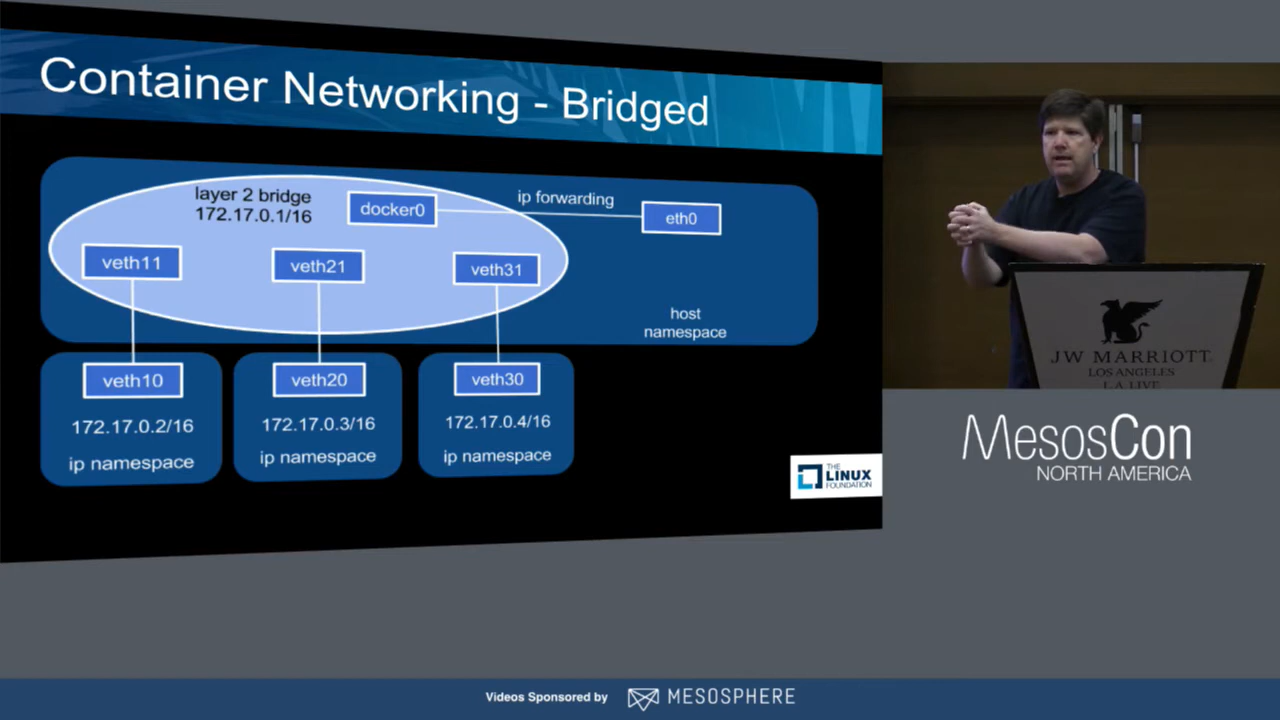 Container Networking - Bridged
layer 2 bridge
172.17.0.1/16
docker0
ip forwarding
eth0
veth11
veth21
veth31
host
namespace
veth10
veth20
veth30
172.17.0.2/16
172.17.0.3/16
172.17.0.4/16
ip namespace
ip namespace
ip namespace
THE
LINUX
FOUNDATION
JW MARRIOTT
LOS ANGELES
L.A. LIVE
MesosCon
NORTH AMERICA
Videos Sponsored by
MESOSPHERE